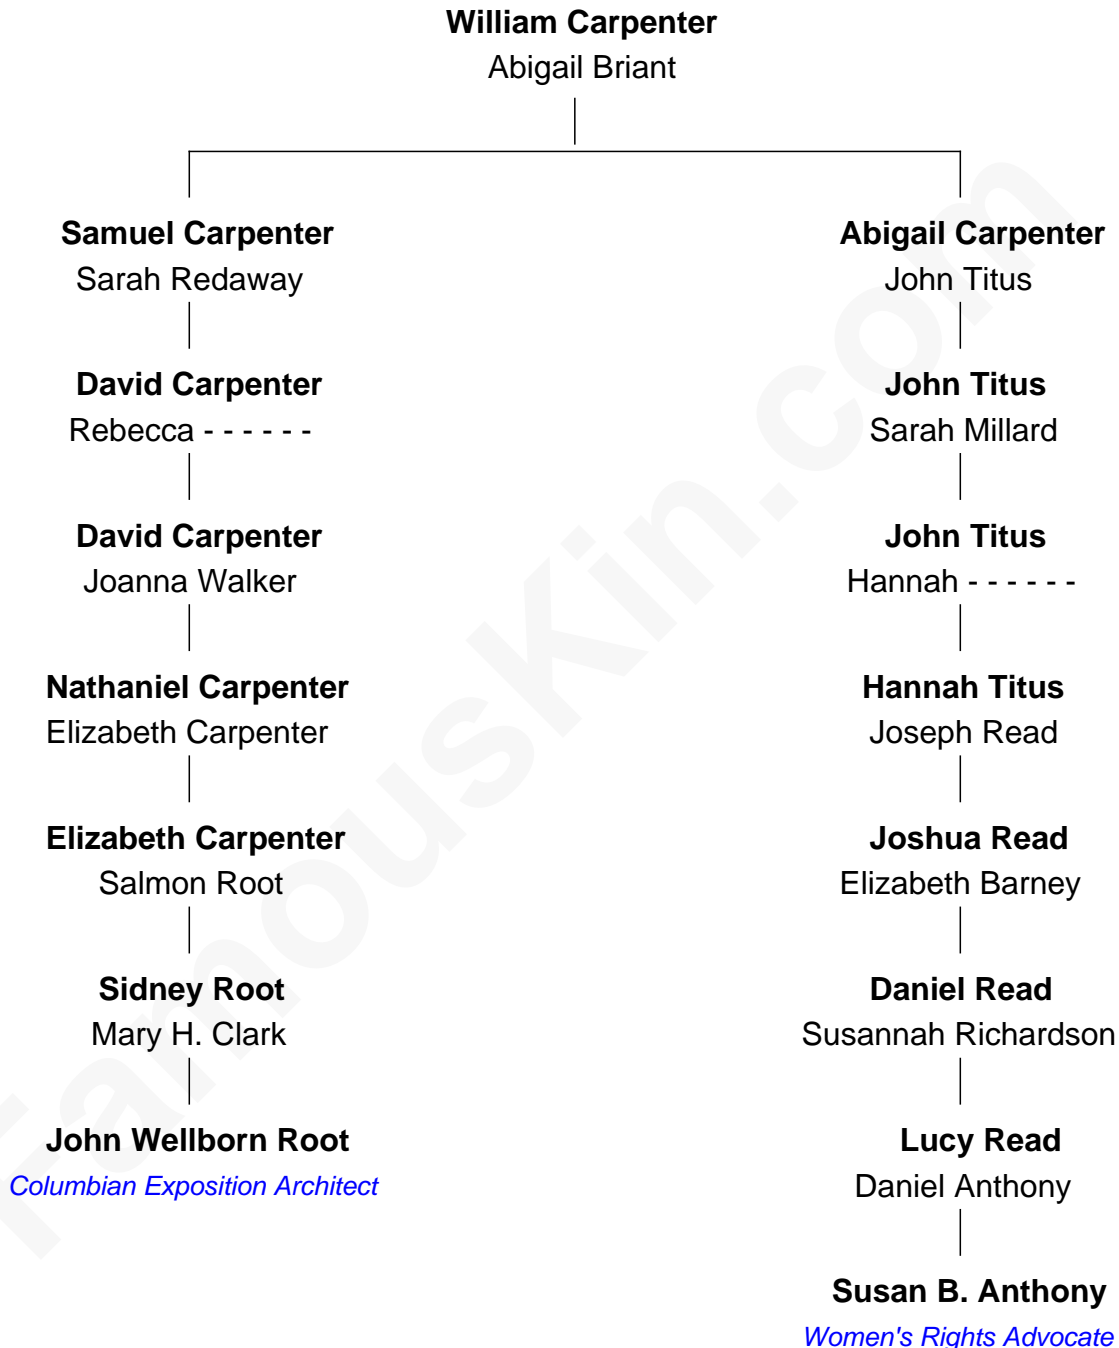 William Carpenter
Abigail Briant
Samuel Carpenter
Sarah Redaway
David Carpenter
Rebecca - - - - - -
David Carpenter
Joanna Walker
Nathaniel Carpenter
Elizabeth Carpenter
Elizabeth Carpenter
Salmon Root
Sidney Root
Mary H. Clark
John Wellborn Root
Columbian Exposition Architect
Abigail Carpenter
John Titus
John Titus
Sarah Millard
John Titus
Hannah - - - - - -
Hannah Titus
Joseph Read
Joshua Read
Elizabeth Barney
Daniel Read
Susannah Richardson
Lucy Read
Daniel Anthony
Susan B. Anthony
Women's Rights Advocate
FamousKin.com